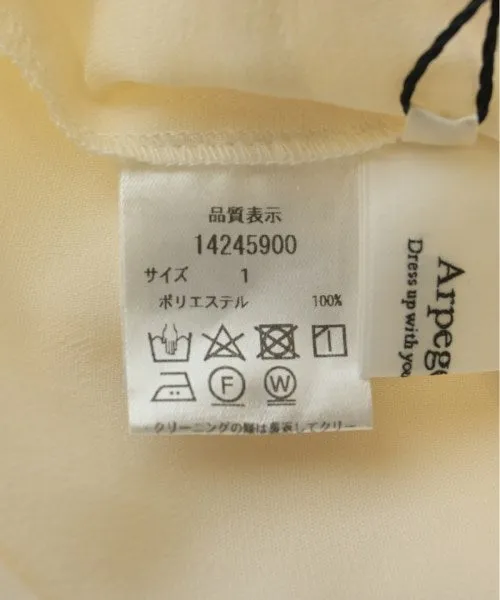 品質表示
14245900
サイズ 1
ポリエステル 100%
F W
クリーニングの際は裏返してクリー
Arpege
Dress up with you